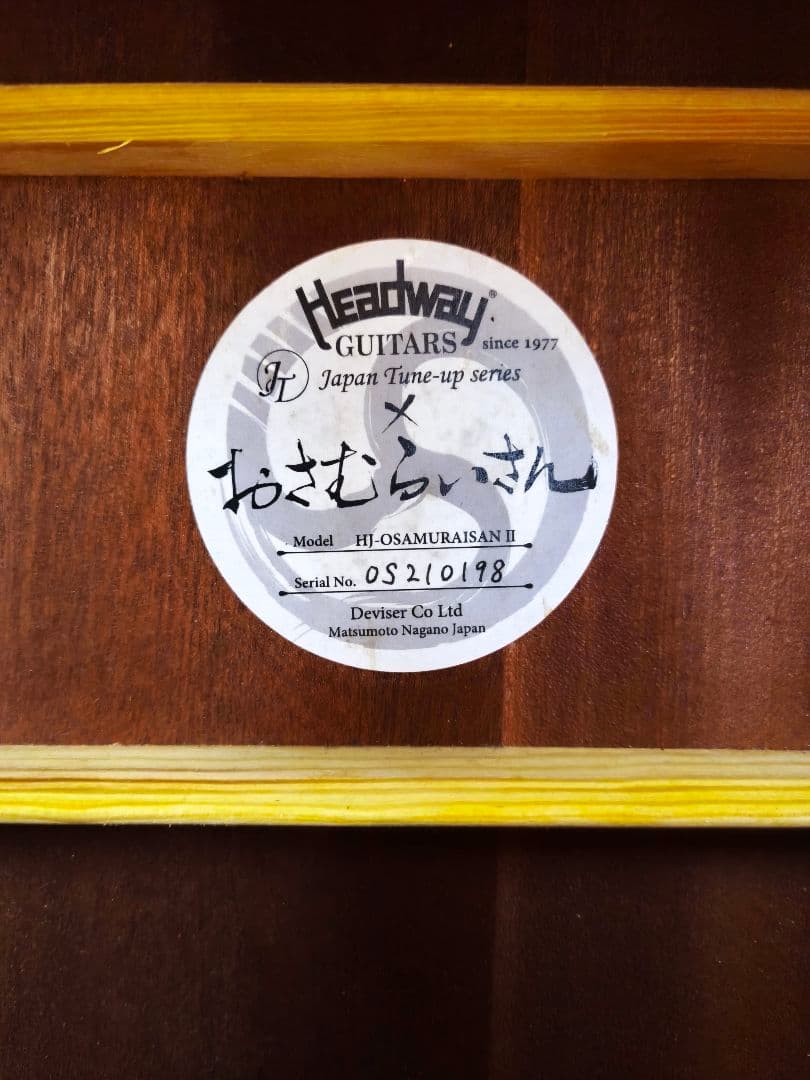 Headway®
GUITARS since 1977
JT Japan Tune-up series
×
おさむらいさん
Model HJ-OSAMURAISAN II
Serial No. OS210198
Deviser Co Ltd
Matsumoto Nagano Japan